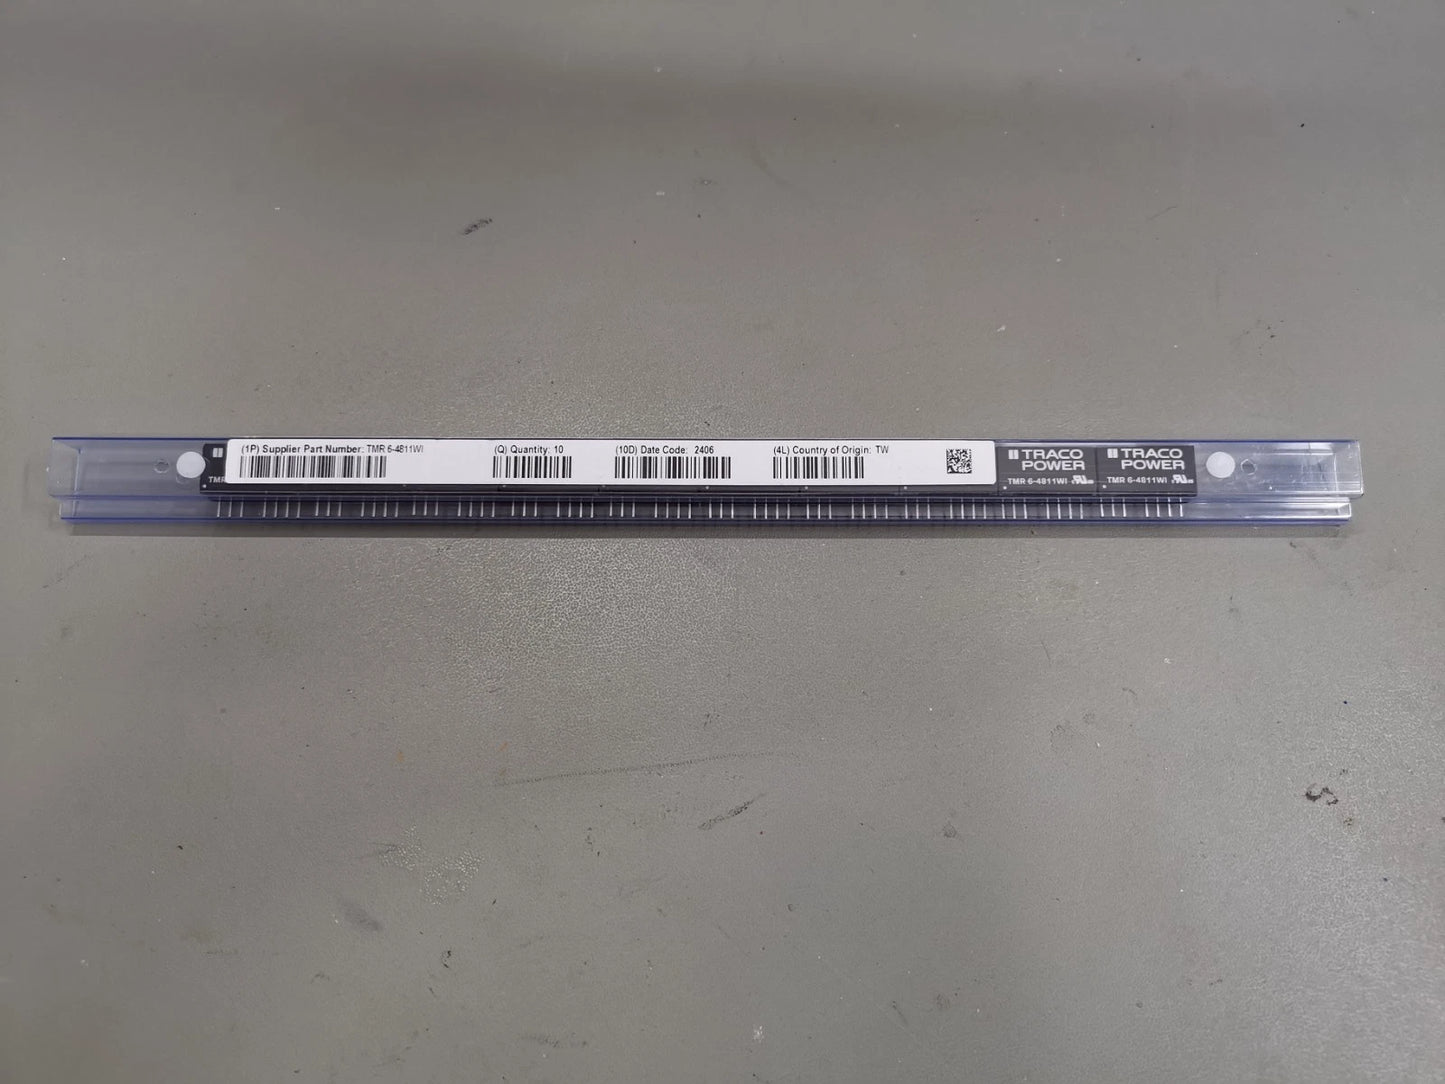 (1P) Supplier Part Number: TMR 6-4811WI
(Q) Quantity: 10
(10D) Date Code: 2406
(4L) Country of Origin: TW
TMR
TRACO
POWER
TMR 6-4811WI
TRACO
POWER
TMR 6-4811WI